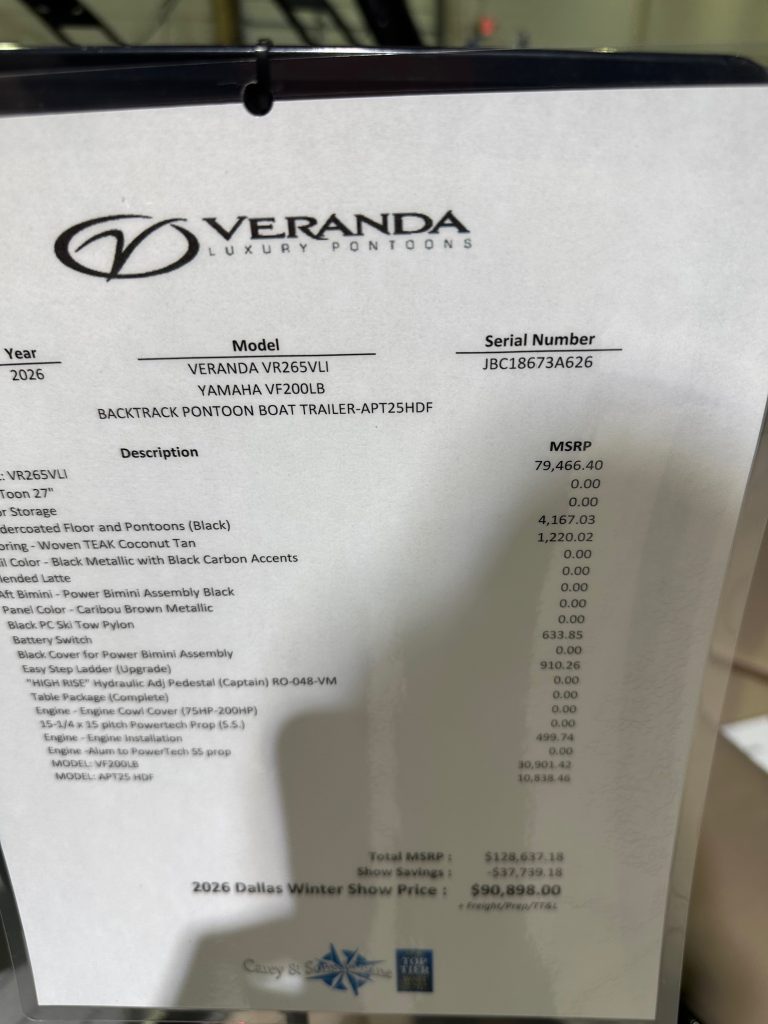 VERANDA
LUXURY PONTOONS
Year Model Serial Number
2026 VERANDA VR265VLI JBC18673A626
YAMAHA VF200LB
BACKTRACK PONTOON BOAT TRAILER-APT25HDF
Description MSRP
: VR265VLI 79,466.40
Toon 27" 0.00
or Storage 0.00
dercoated Floor and Pontoons (Black) 4,167.03
oring - Woven TEAK Coconut Tan 1,220.02
il Color - Black Metallic with Black Carbon Accents 0.00
lended Latte 0.00
Aft Bimini - Power Bimini Assembly Black 0.00
Panel Color - Caribou Brown Metallic 0.00
Black PC Ski Tow Pylon 0.00
Battery Switch 633.85
Black Cover for Power Bimini Assembly 0.00
Easy Step Ladder (Upgrade) 910.26
"HIGH RISE" Hydraulic Adj Pedestal (Captain) RO-048-VM 0.00
Table Package (Complete) 0.00
Engine - Engine Cowl Cover (75HP-200HP) 0.00
15-1/4 x 15 pitch Powertech Prop (S.S.) 0.00
Engine - Engine Installation 499.74
Engine -Alum to PowerTech SS prop 0.00
MODEL: VF200LB 30,901.42
MODEL: APT25 HDF 10,838.46
Total MSRP : $128,637.18
Show Savings : -$37,739.18
2026 Dallas Winter Show Price : $90,898.00
+ Freight/Prep/TT&L
Cavey &
TOP
TIER